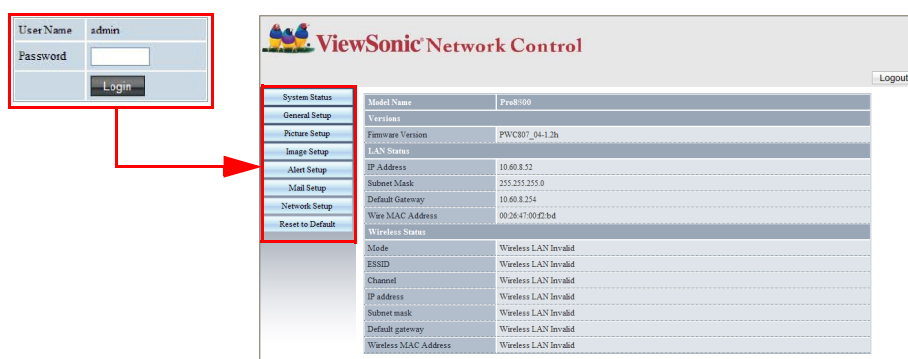 User Name admin
Password
Login
ViewSonic® Network Control
Logout
System Status
General Setup
Picture Setup
Image Setup
Alert Setup
Mail Setup
Network Setup
Reset to Default
Model Name Pro8500
Versions
Firmware Version PWC807_04-1.2h
LAN Status
IP Address 10.60.8.52
Subnet Mask 255.255.255.0
Default Gateway 10.60.8.254
Wire MAC Address 00:26:47:00:f2:bd
Wireless Status
Mode Wireless LAN Invalid
ESSID Wireless LAN Invalid
Channel Wireless LAN Invalid
IP address Wireless LAN Invalid
Subnet mask Wireless LAN Invalid
Default gateway Wireless LAN Invalid
Wireless MAC Address Wireless LAN Invalid